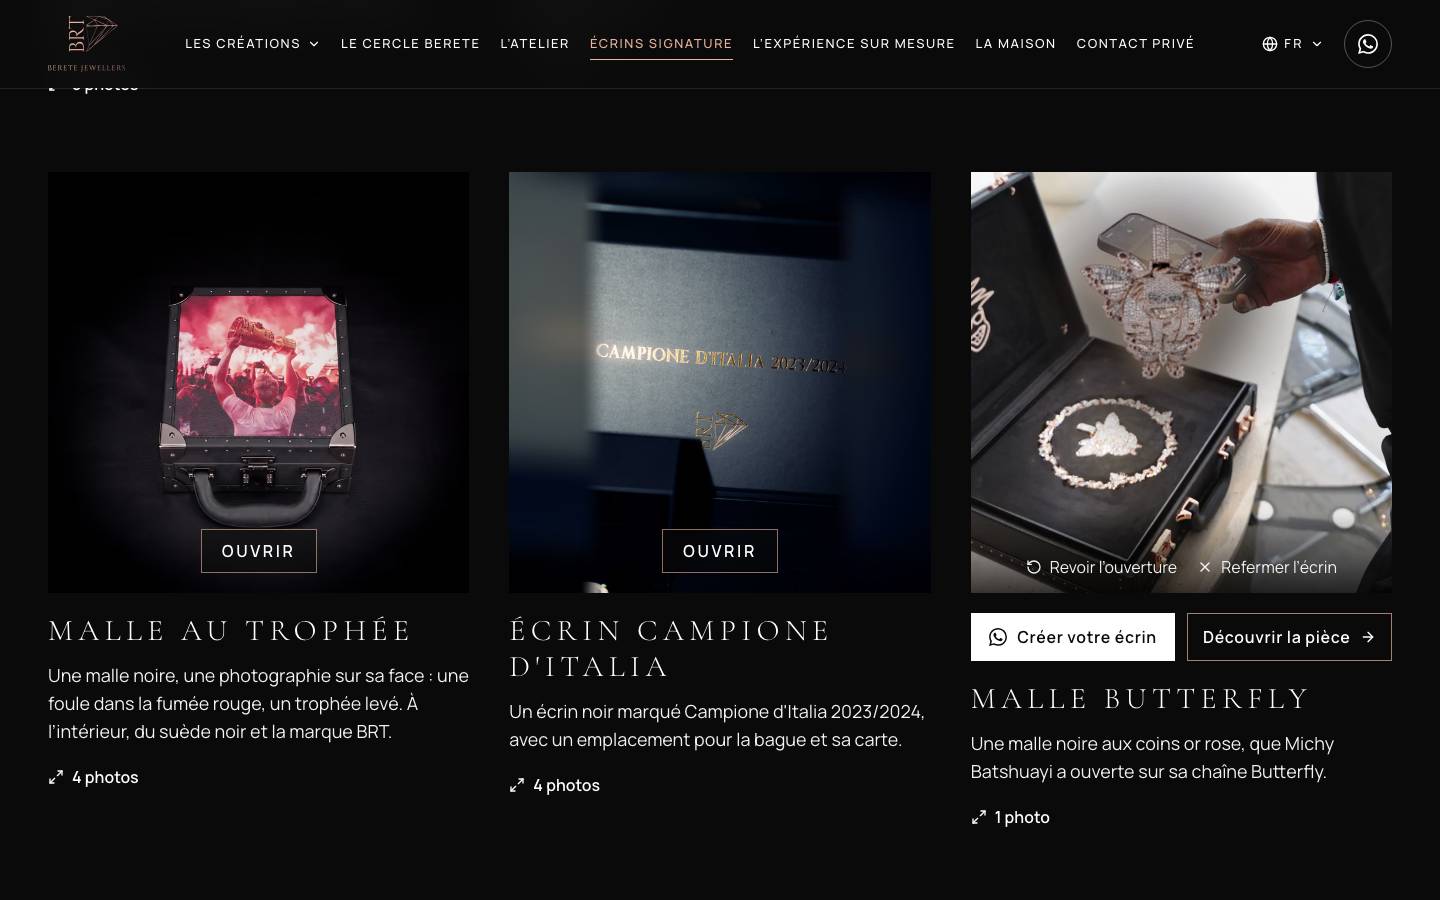 BRT
BERETE JEWELLERS
LES CRÉATIONS
LE CERCLE BERETE
L'ATELIER
ÉCRINS SIGNATURE
L'EXPÉRIENCE SUR MESURE
LA MAISON
CONTACT PRIVÉ
FR
photos
OUVRIR
MALLE AU TROPHÉE
Une malle noire, une photographie sur sa face : une
foule dans la fumée rouge, un trophée levé. À
l'intérieur, du suède noir et la marque BRT.
4 photos
CAMPIONE D'ITALIA 2023/2024
BRT
OUVRIR
ÉCRIN CAMPIONE
D'ITALIA
Un écrin noir marqué Campione d'Italia 2023/2024,
avec un emplacement pour la bague et sa carte.
4 photos
Revoir l'ouverture
Refermer l'écrin
Créer votre écrin
Découvrir la pièce
MALLE BUTTERFLY
Une malle noire aux coins or rose, que Michy
Batshuayi a ouverte sur sa chaîne Butterfly.
1 photo